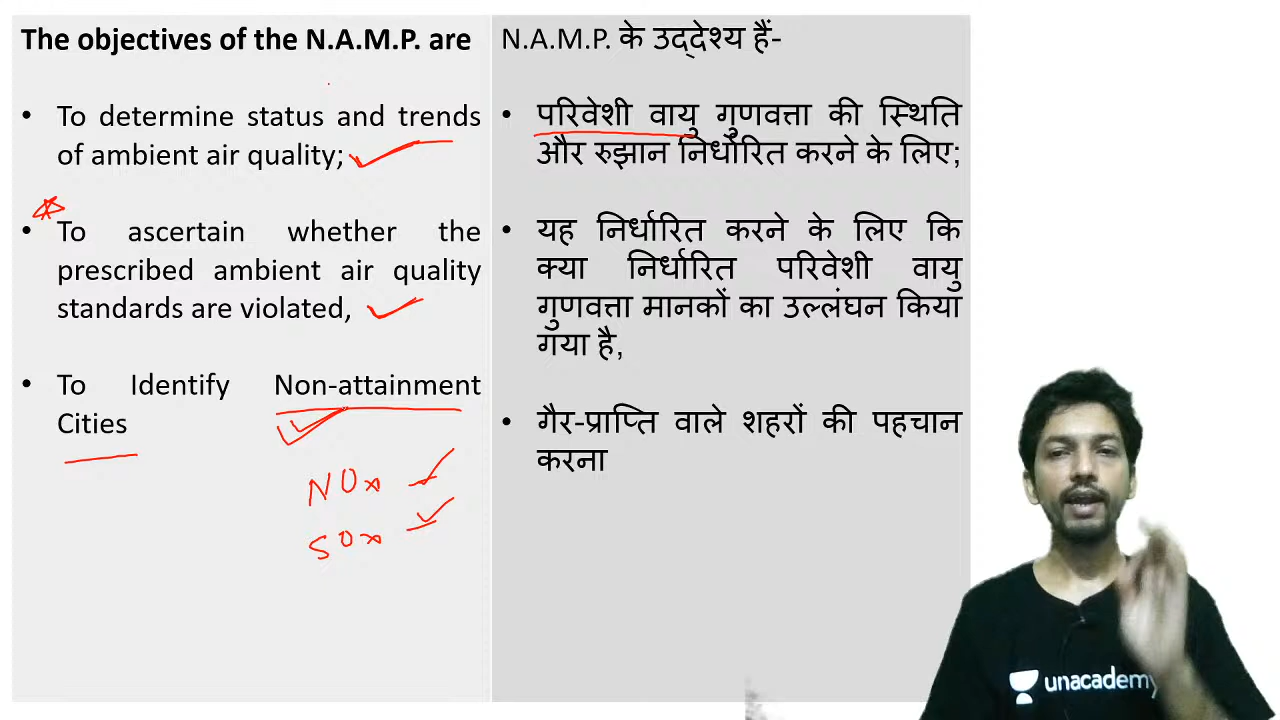 The objectives of the N.A.M.P. are
• To determine status and trends
of ambient air quality;
• To ascertain whether the
prescribed ambient air quality
standards are violated,
• To Identify Non-attainment
Cities
NOx
SOx
N.A.M.P. के उद्देश्य हैं-
• परिवेशी वायु गुणवत्ता की स्थिति
और रुझान निर्धारित करने के लिए;
• यह निर्धारित करने के लिए कि
क्या निर्धारित परिवेशी वायु
गुणवत्ता मानकों का उल्लंघन किया
गया है,
• गैर-प्राप्ति वाले शहरों की पहचान
करना
unacademy